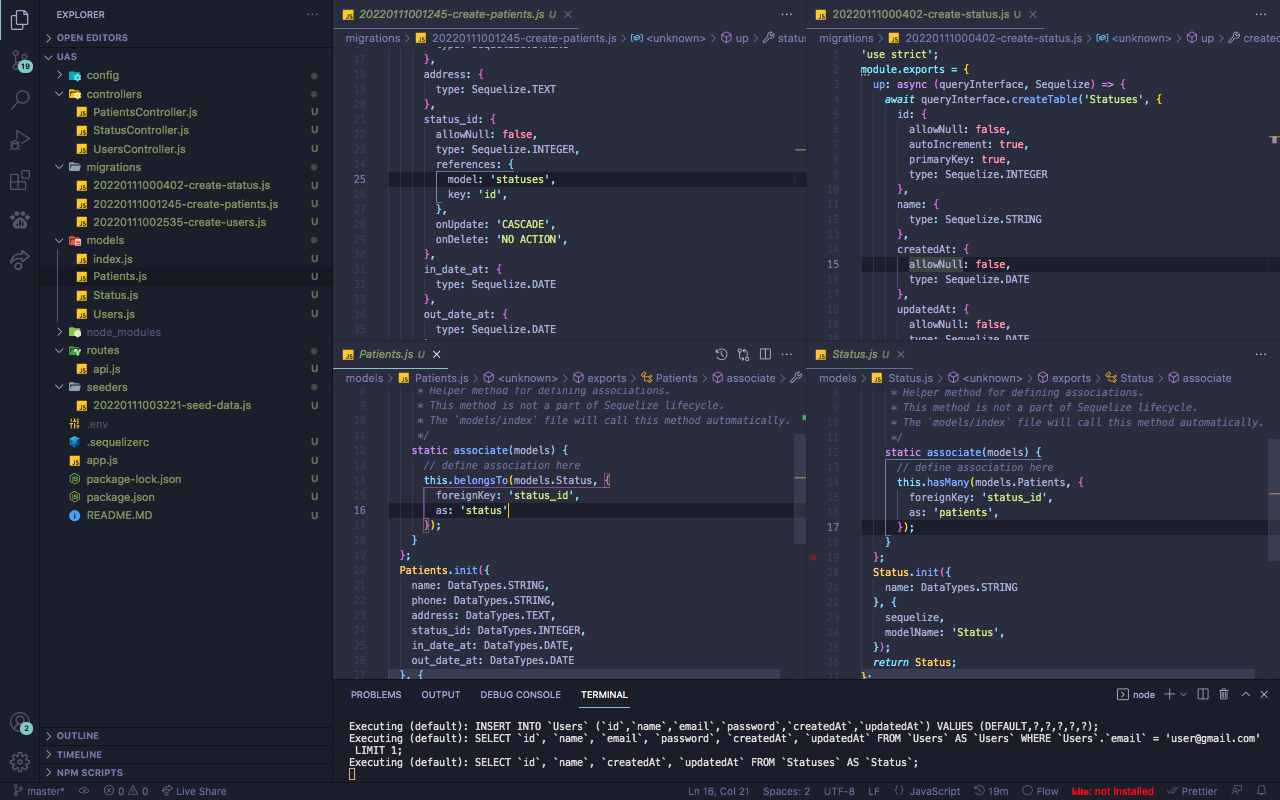 EXPLORER
OPEN EDITORS
UAS
config
controllers
PatientsController.js U
StatusController.js U
UsersController.js U
migrations
20220111000402-create-status.js U
20220111001245-create-patients.js U
20220111002535-create-users.js U
models
index.js U
Patients.js U
Status.js U
Users.js U
node_modules
routes
api.js U
seeders
20220111003221-seed-data.js U
.env
.sequelizerc U
app.js U
package-lock.json U
package.json U
README.MD U
OUTLINE
TIMELINE
NPM SCRIPTS
19
2
20220111001245-create-patients.js U
migrations > 20220111001245-create-patients.js > <unknown> > up > status
17 },
18 address: {
19 type: Sequelize.TEXT
20 },
21 status_id: {
22 allowNull: false,
23 type: Sequelize.INTEGER,
24 references: {
25 model: 'statuses',
26 key: 'id',
27 },
28 onUpdate: 'CASCADE',
29 onDelete: 'NO ACTION',
30 },
31 in_date_at: {
32 type: Sequelize.DATE
33 },
34 out_date_at: {
35 type: Sequelize.DATE
20220111000402-create-status.js U
migrations > 20220111000402-create-status.js > <unknown> > up > created
1 'use strict';
2 module.exports = {
3 up: async (queryInterface, Sequelize) => {
4 await queryInterface.createTable('Statuses', {
5 id: {
6 allowNull: false,
7 autoIncrement: true,
8 primaryKey: true,
9 type: Sequelize.INTEGER
10 },
11 name: {
12 type: Sequelize.STRING
13 },
14 createdAt: {
15 allowNull: false,
16 type: Sequelize.DATE
17 },
18 updatedAt: {
19 allowNull: false,
20 type: Sequelize.DATE
Patients.js U
models > Patients.js > <unknown> > exports > Patients > associate
8 * Helper method for defining associations.
9 * This method is not a part of Sequelize lifecycle.
10 * The `models/index` file will call this method automatically.
11 */
12 static associate(models) {
13 // define association here
14 this.belongsTo(models.Status, {
15 foreignKey: 'status_id',
16 as: 'status'
17 });
18 }
19 };
20 Patients.init({
21 name: DataTypes.STRING,
22 phone: DataTypes.STRING,
23 address: DataTypes.TEXT,
24 status_id: DataTypes.INTEGER,
25 in_date_at: DataTypes.DATE,
26 out_date_at: DataTypes.DATE
27 }, {
Status.js U
models > Status.js > <unknown> > exports > Status > associate
8 * Helper method for defining associations.
9 * This method is not a part of Sequelize lifecycle.
10 * The `models/index` file will call this method automatically.
11 */
12 static associate(models) {
13 // define association here
14 this.hasMany(models.Patients, {
15 foreignKey: 'status_id',
16 as: 'patients',
17 });
18 }
19 };
20 Status.init({
21 name: DataTypes.STRING
22 }, {
23 sequelize,
24 modelName: 'Status',
25 });
26 return Status;
27 };
PROBLEMS OUTPUT DEBUG CONSOLE TERMINAL
node
Executing (default): INSERT INTO `Users` (`id`,`name`,`email`,`password`,`createdAt`,`updatedAt`) VALUES (DEFAULT,?,?,?,?,?);
Executing (default): SELECT `id`, `name`, `email`, `password`, `createdAt`, `updatedAt` FROM `Users` AS `Users` WHERE `Users`.`email` = 'user@gmail.com'
LIMIT 1;
Executing (default): SELECT `id`, `name`, `createdAt`, `updatedAt` FROM `Statuses` AS `Status`;
master* 0 0 Live Share Ln 16, Col 21 Spaces: 2 UTF-8 LF JavaScript 19m Flow not installed Prettier